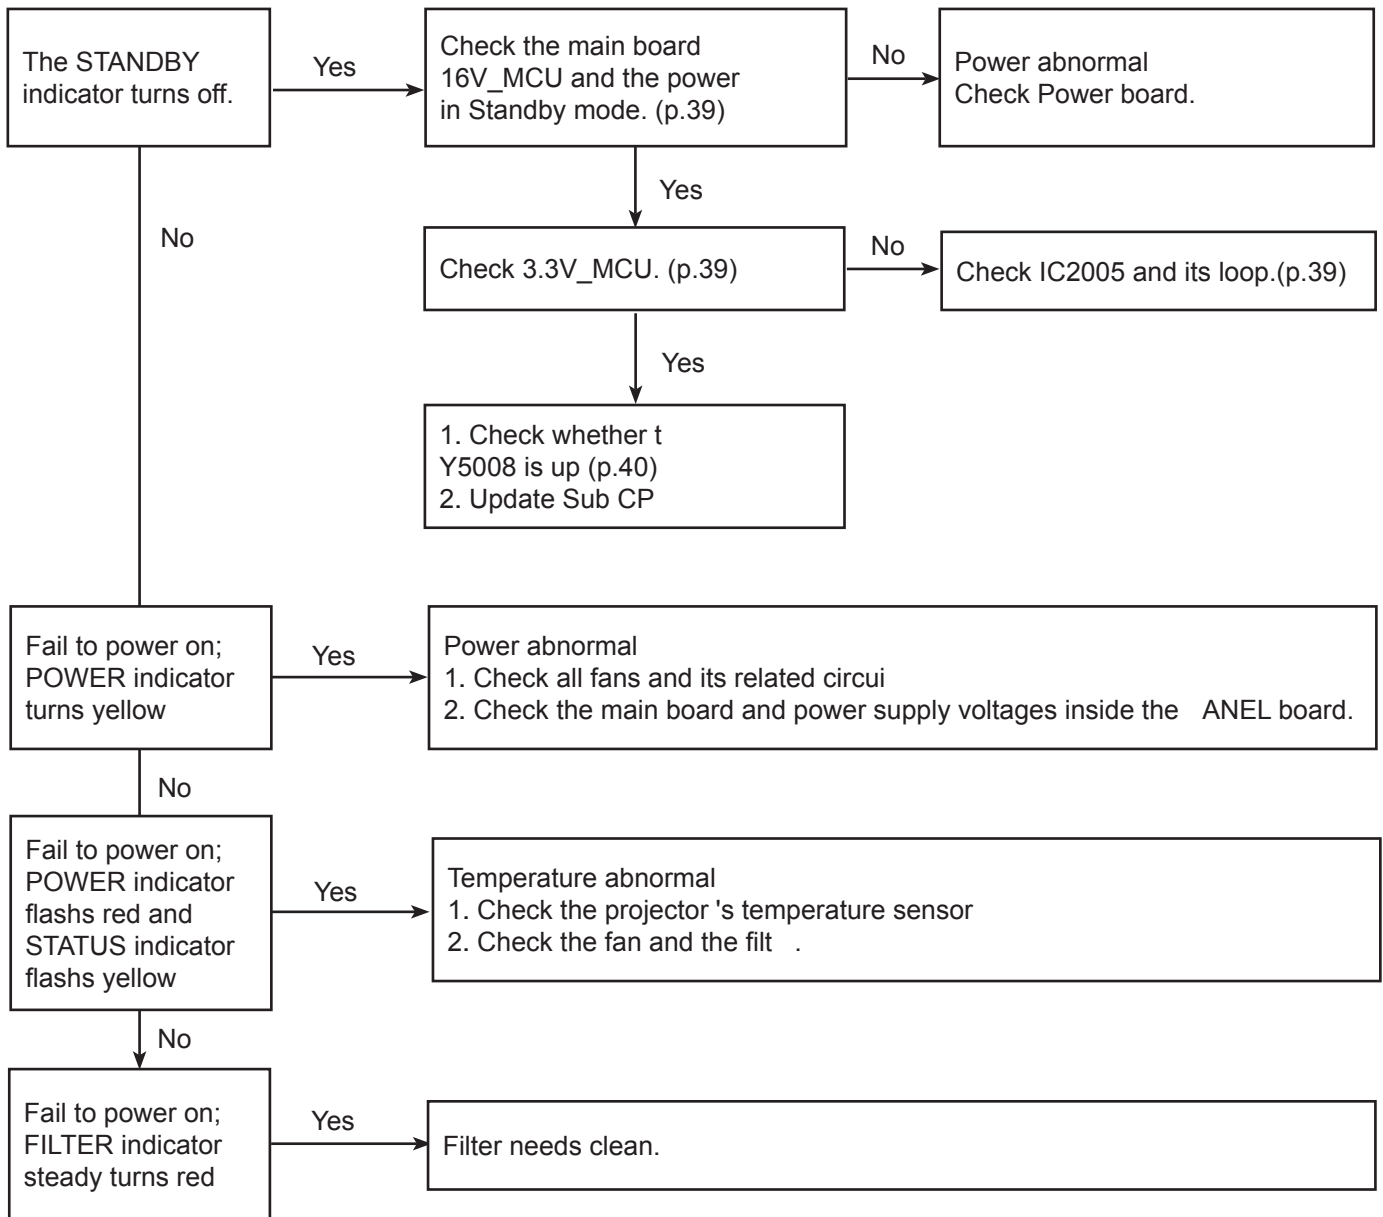 The STANDBY
indicator turns off.
Yes
Check the main board
16V_MCU and the power
in Standby mode. (p.39)
No
Power abnormal
Check Power board.
Yes
No
Check 3.3V_MCU. (p.39)
No
Check IC2005 and its loop.(p.39)
Yes
1. Check whether t
Y5008 is up (p.40)
2. Update Sub CP
Fail to power on;
POWER indicator
turns yellow
Yes
Power abnormal
1. Check all fans and its related circui
2. Check the main board and power supply voltages inside the ANEL board.
No
Fail to power on;
POWER indicator
flashs red and
STATUS indicator
flashs yellow
Yes
Temperature abnormal
1. Check the projector 's temperature sensor
2. Check the fan and the filt .
No
Fail to power on;
FILTER indicator
steady turns red
Yes
Filter needs clean.